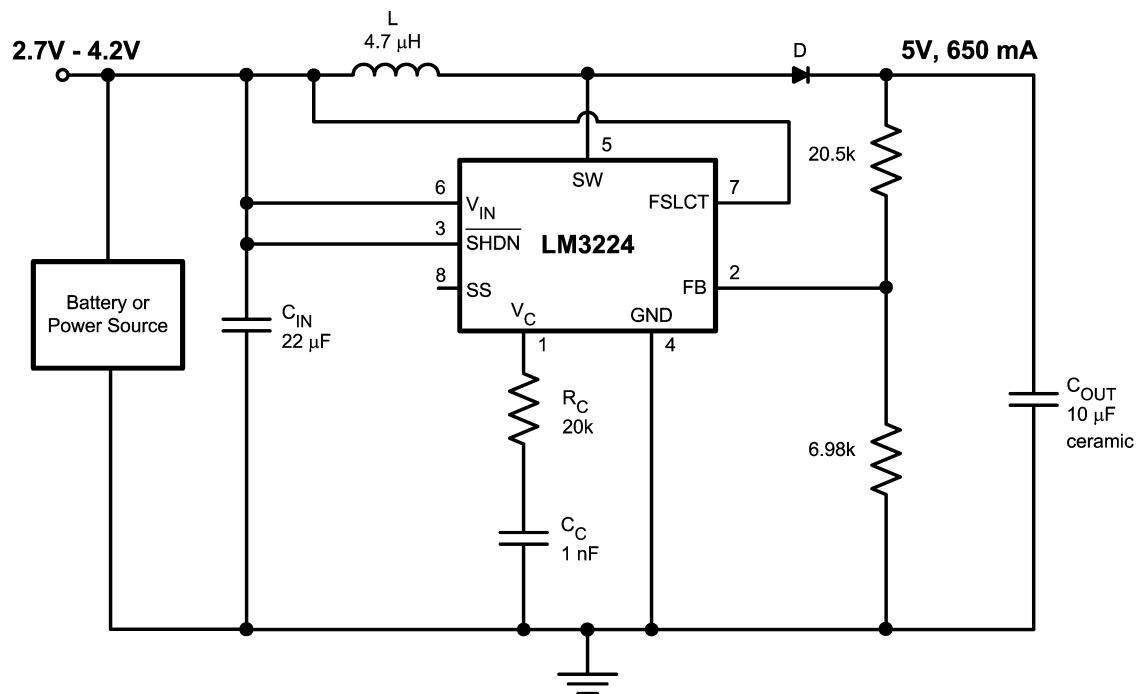 L
4.7 μH
2.7V - 4.2V
D
5V, 650 mA
5
SW
20.5k
6
V_IN
7
FSLCT
3
SHDN
LM3224
8
SS
2
FB
V_C
GND
1
4
Battery or
Power Source
C_IN
22 μF
R_C
20k
C_OUT
10 μF
ceramic
6.98k
C_C
1 nF